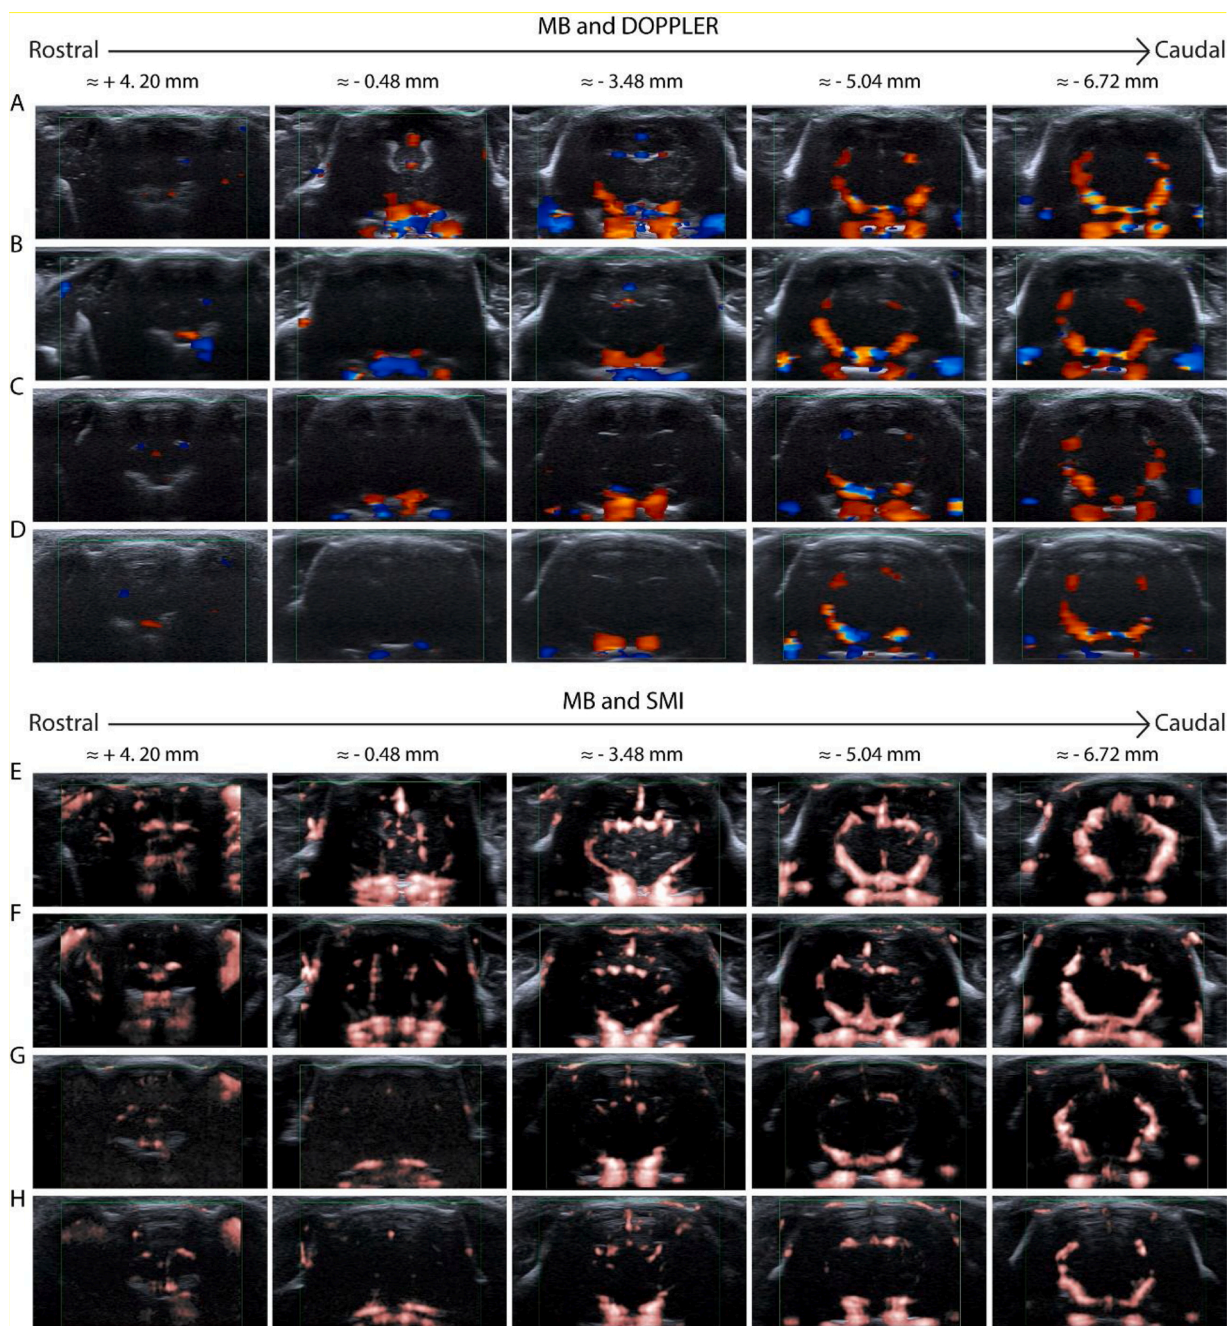 MB and DOPPLER
Rostral Caudal
≈ + 4. 20 mm ≈ - 0.48 mm ≈ - 3.48 mm ≈ - 5.04 mm ≈ - 6.72 mm
A
B
C
D
MB and SMI
Rostral Caudal
≈ + 4. 20 mm ≈ - 0.48 mm ≈ - 3.48 mm ≈ - 5.04 mm ≈ - 6.72 mm
E
F
G
H